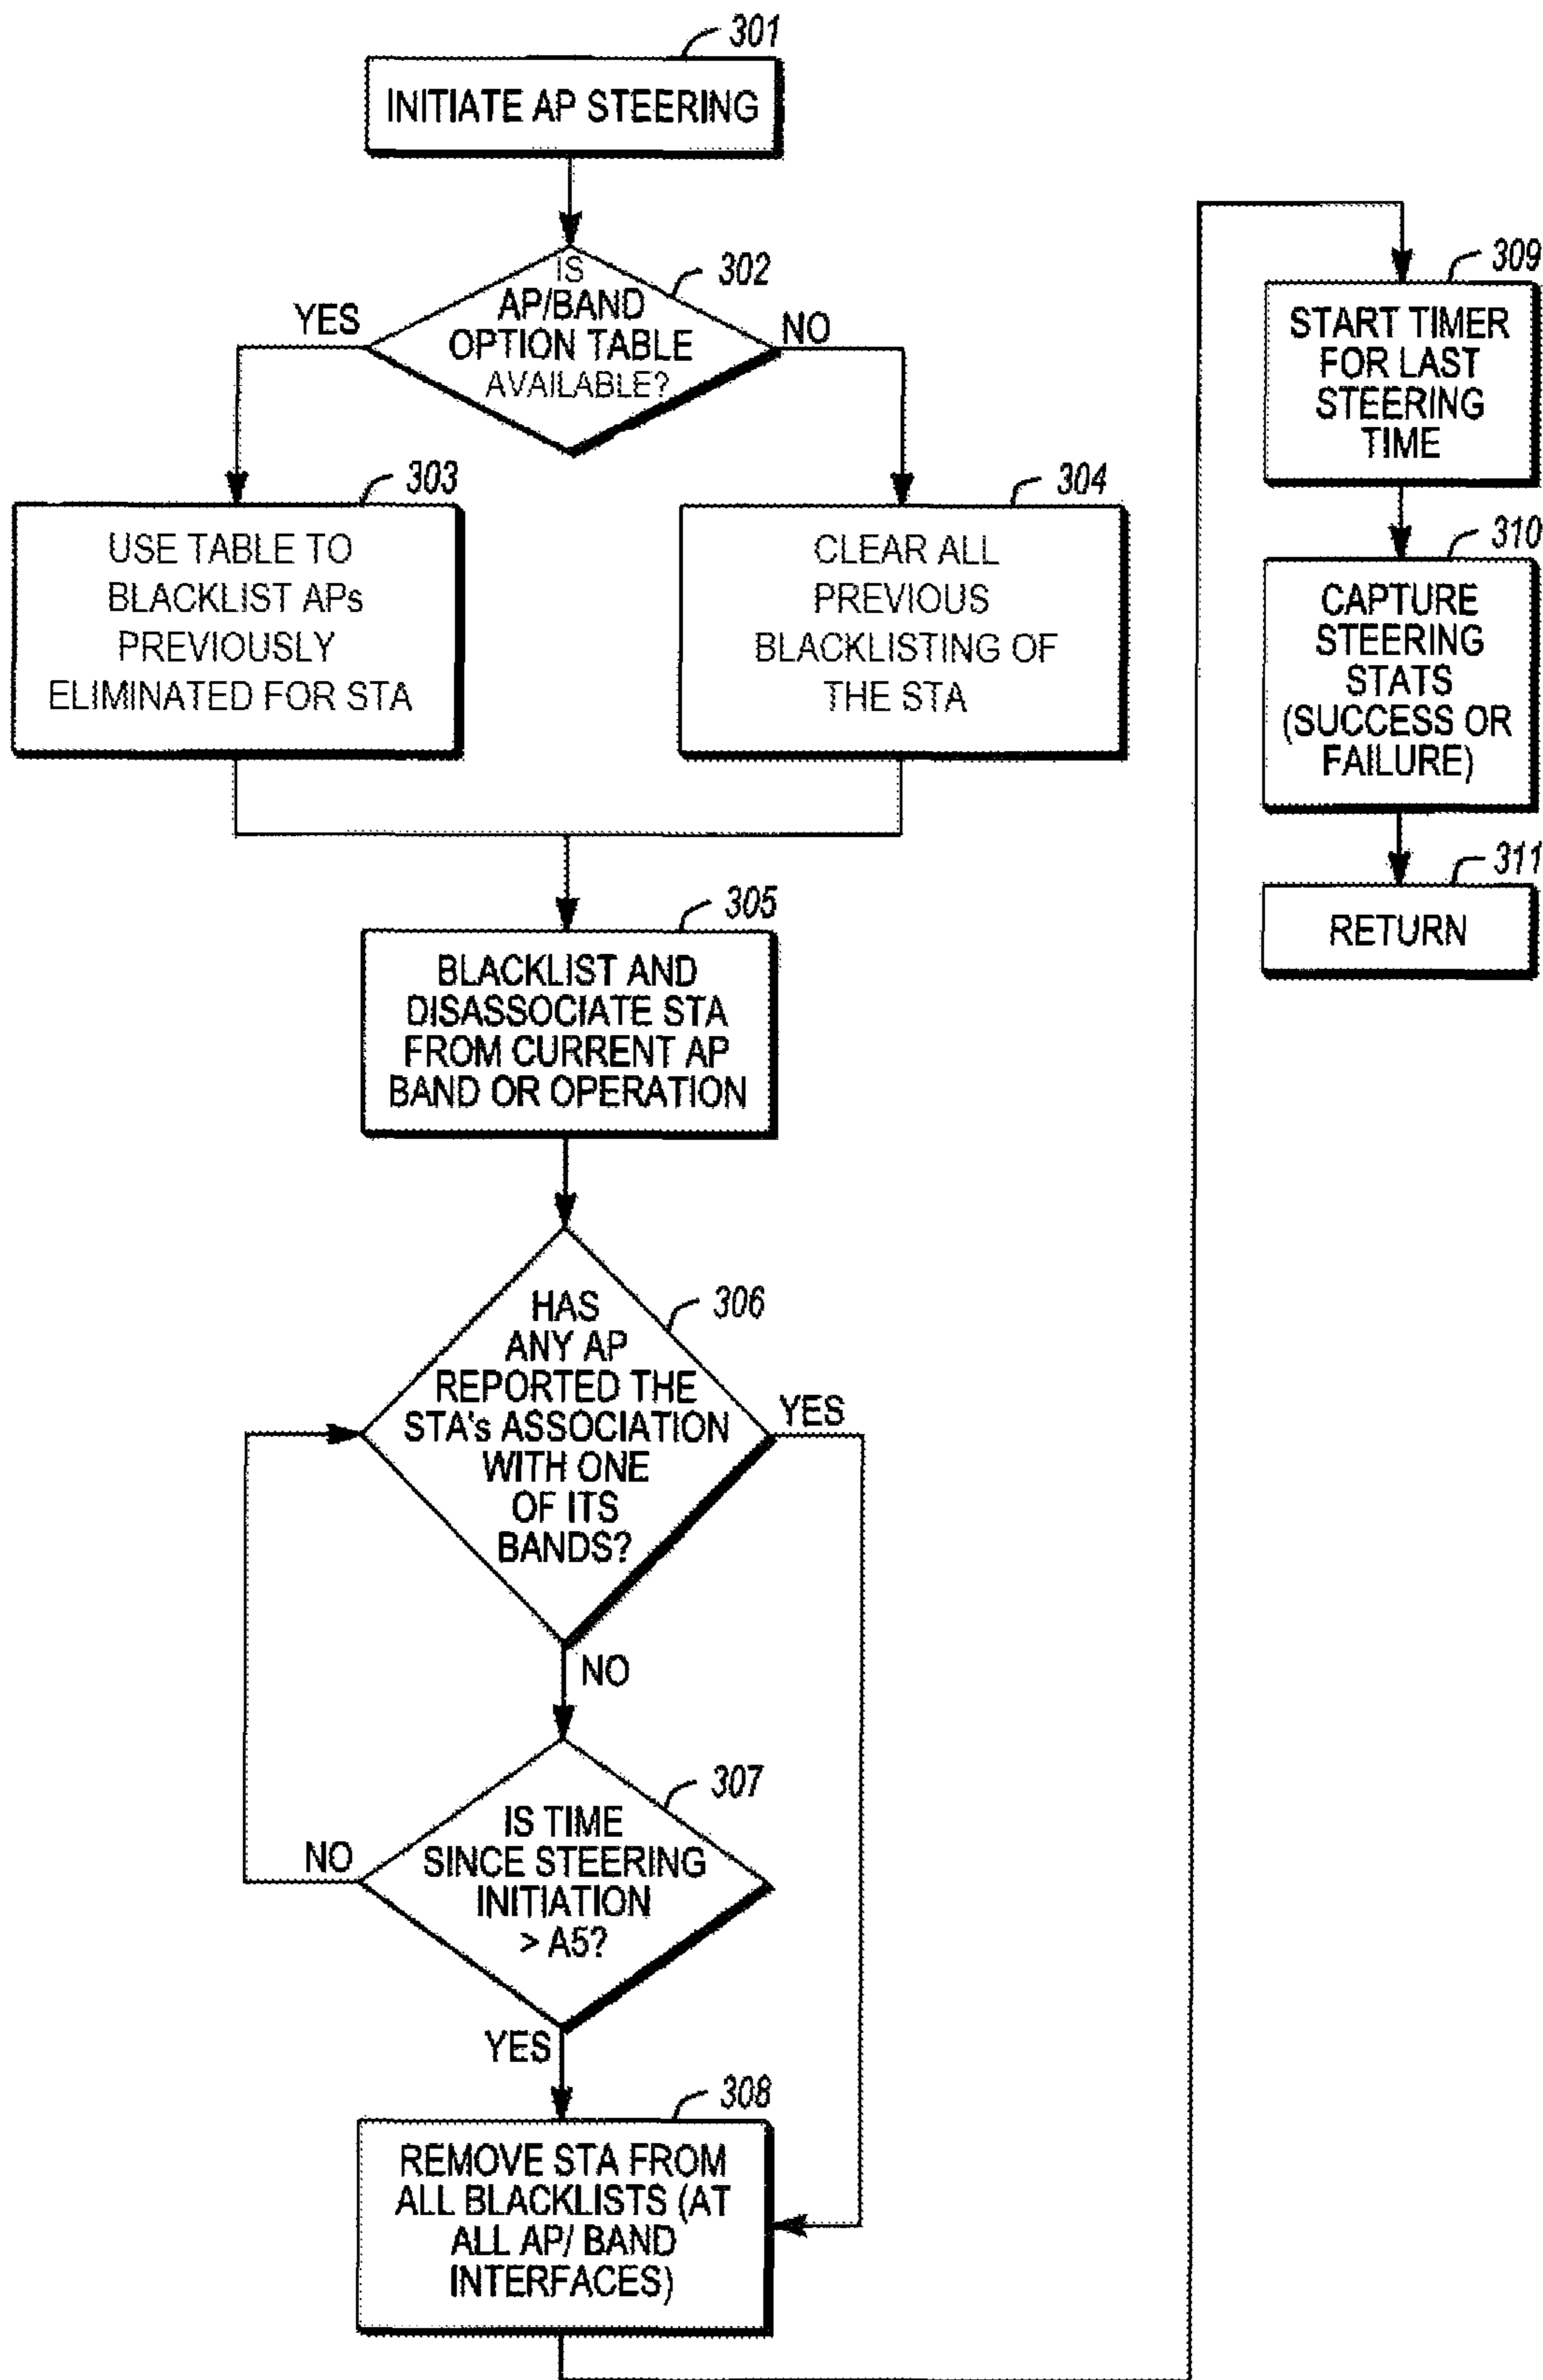 301
INITIATE AP STEERING
302
IS
AP/BAND
OPTION TABLE
AVAILABLE?
YES
NO
303
USE TABLE TO
BLACKLIST APs
PREVIOUSLY
ELIMINATED FOR STA
304
CLEAR ALL
PREVIOUS
BLACKLISTING OF
THE STA
305
BLACKLIST AND
DISASSOCIATE STA
FROM CURRENT AP
BAND OR OPERATION
306
HAS
ANY AP
REPORTED THE
STA's ASSOCIATION
WITH ONE
OF ITS
BANDS?
YES
NO
307
IS TIME
SINCE STEERING
INITIATION
> A5?
NO
YES
308
REMOVE STA FROM
ALL BLACKLISTS (AT
ALL AP/ BAND
INTERFACES)
309
START TIMER
FOR LAST
STEERING
TIME
310
CAPTURE
STEERING
STATS
(SUCCESS OR
FAILURE)
311
RETURN